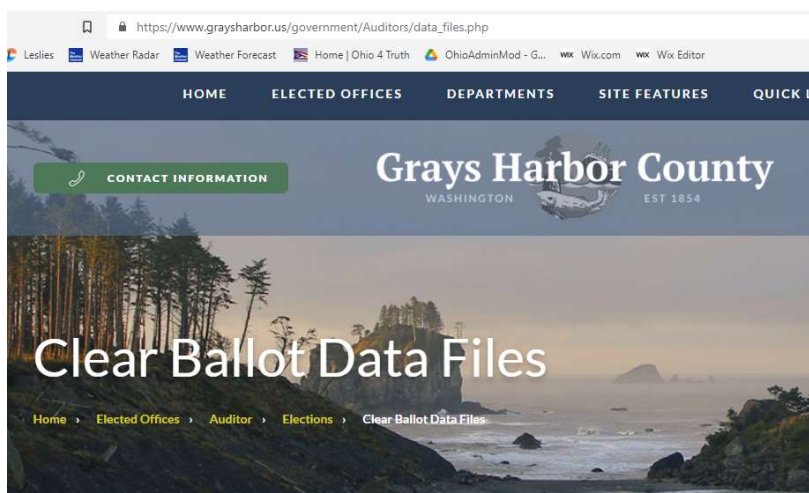 https://www.graysharbor.us/government/Auditors/data_files.php
Leslies Weather Radar Weather Forecast Home | Ohio 4 Truth OhioAdminMod - G... WIX Wix.com WIX Wix Editor
HOME ELECTED OFFICES DEPARTMENTS SITE FEATURES QUICK L
CONTACT INFORMATION
Grays Harbor County
WASHINGTON EST 1854
Clear Ballot Data Files
Home › Elected Offices › Auditor › Elections › Clear Ballot Data Files